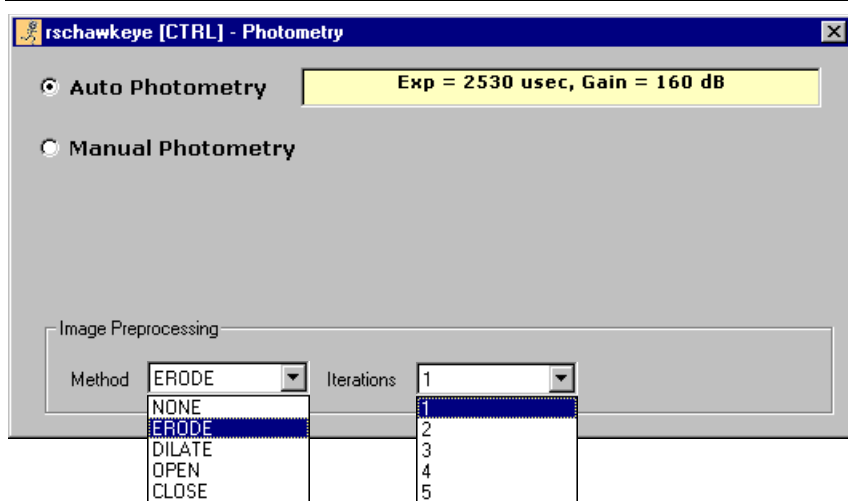 rschawkeye [CTRL] - Photometry
Auto Photometry
Exp = 2530 usec, Gain = 160 dB
Manual Photometry
Image Preprocessing
Method ERODE Iterations 1
NONE 1
ERODE 2
DILATE 3
OPEN 4
CLOSE 5